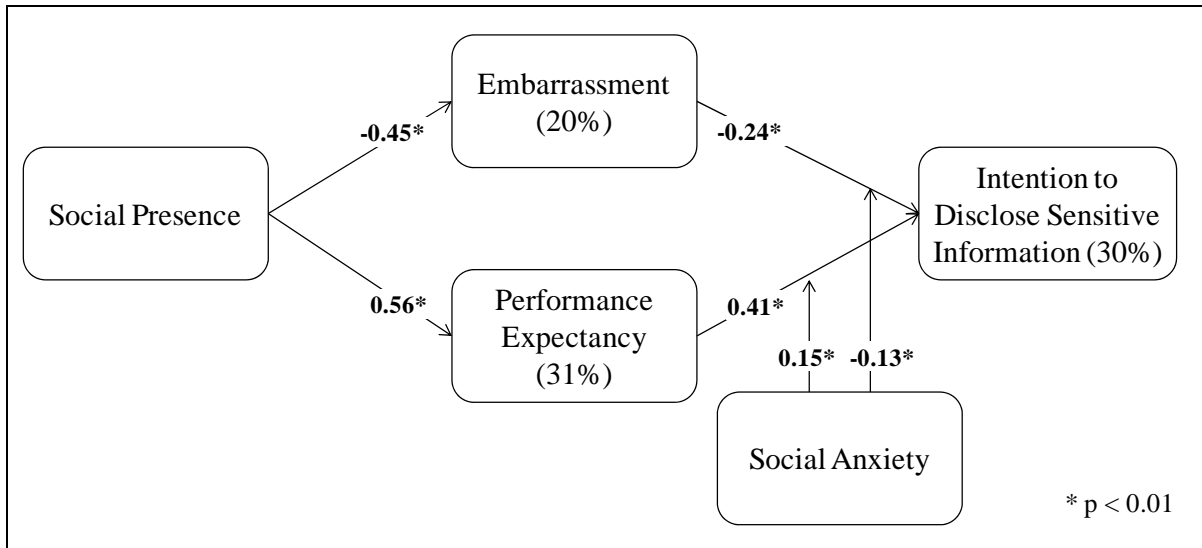 Embarrassment
(20%)
-0.45*
-0.24*
Social Presence
Intention to
Disclose Sensitive
Information (30%)
0.56*
Performance
Expectancy
(31%)
0.41*
0.15*
-0.13*
Social Anxiety
* p < 0.01